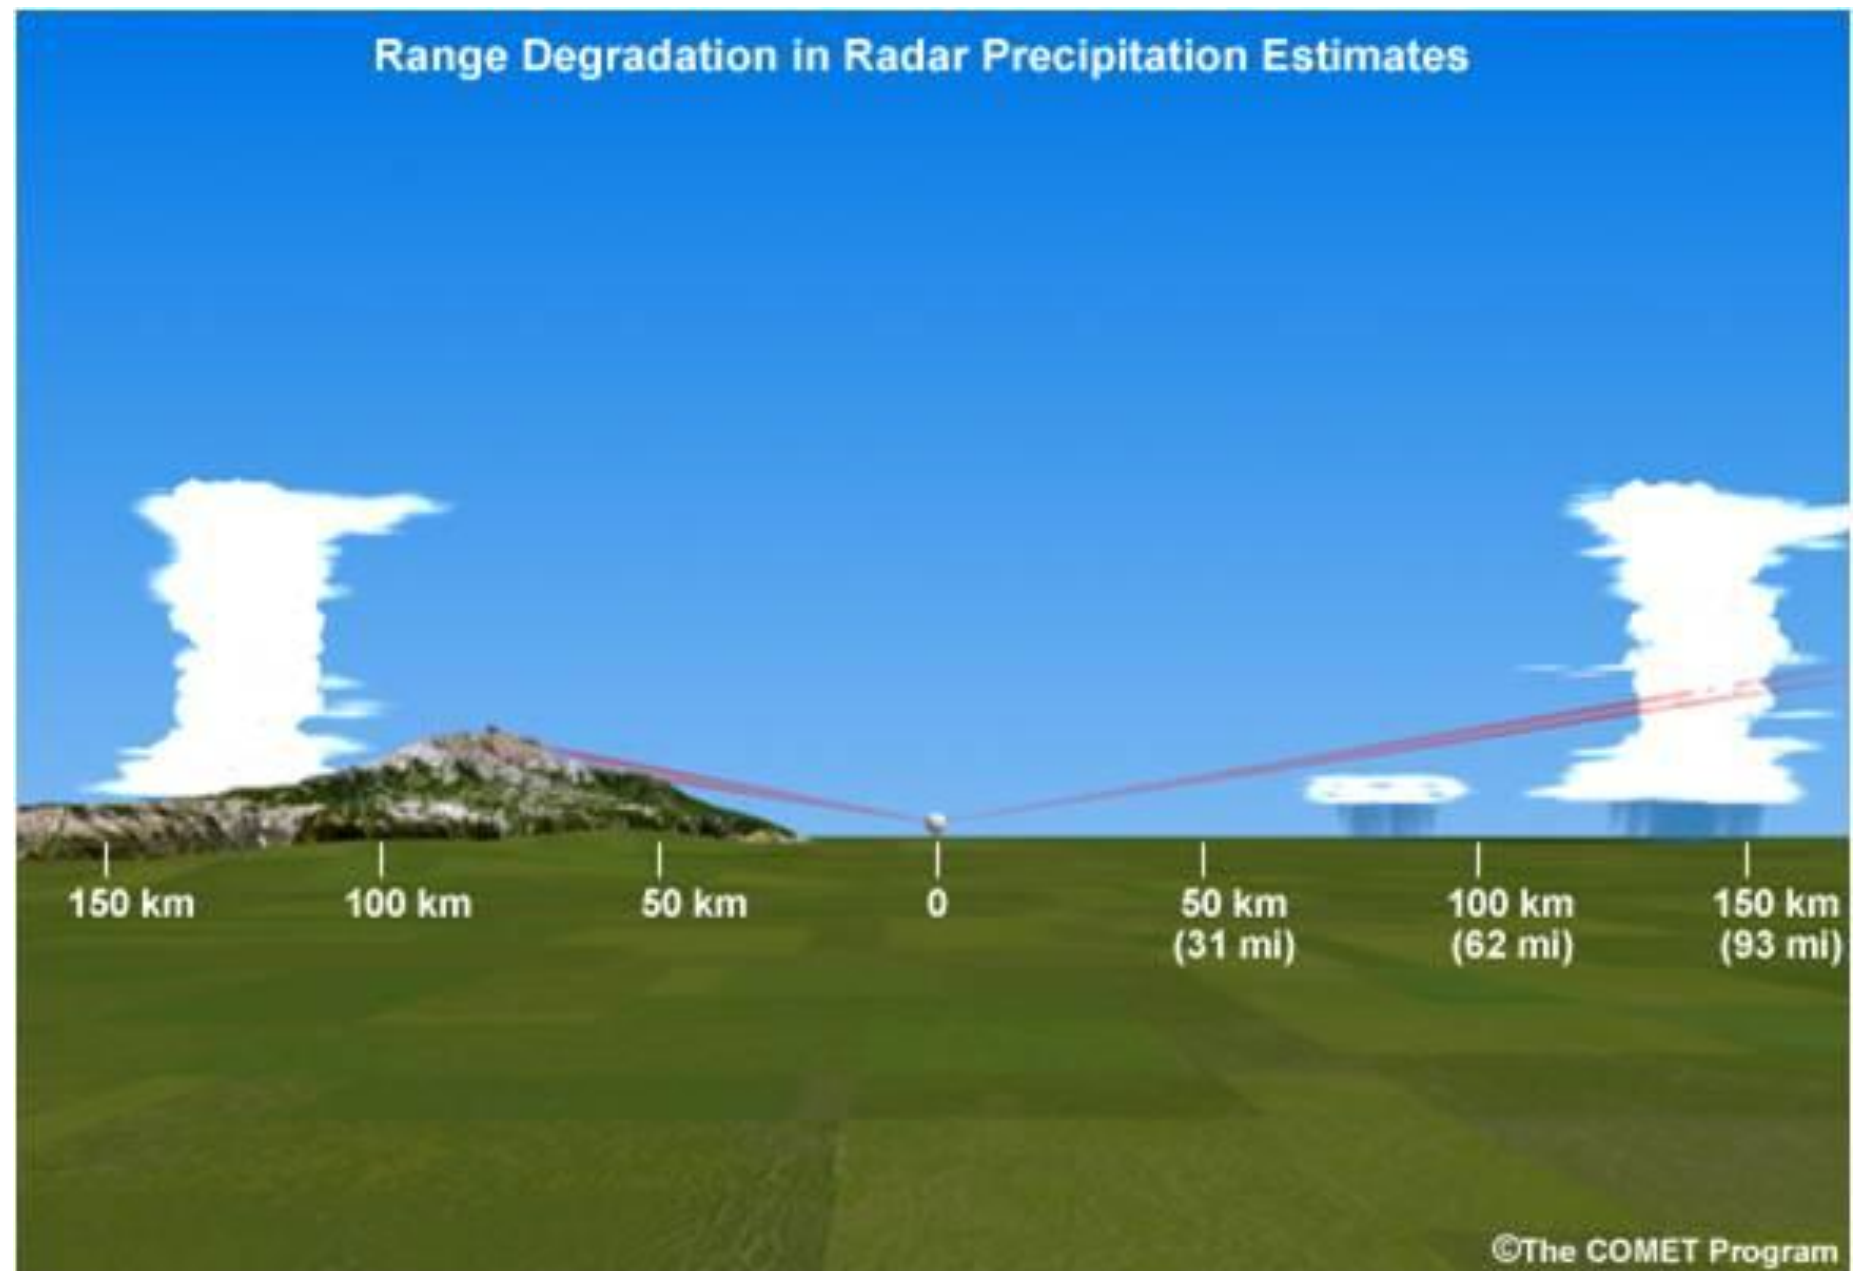 Range Degradation in Radar Precipitation Estimates
150 km 100 km 50 km 0 50 km 100 km 150 km
(31 mi) (62 mi) (93 mi)
©The COMET Program